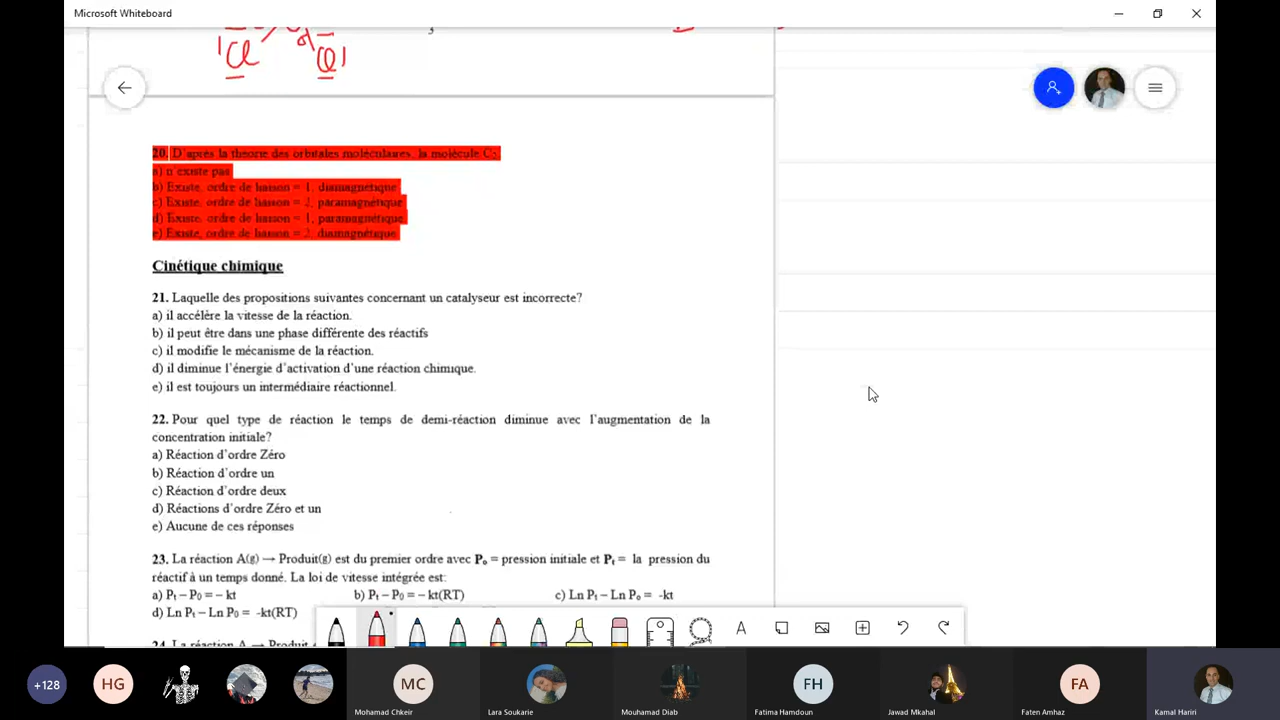 Microsoft Whiteboard
|Cl
Cl|
20. D'après la théorie des orbitales moléculaires, la molécule C₂
a) n'existe pas
b) Existe, ordre de liaison = 1, diamagnétique
c) Existe, ordre de liaison = 2, paramagnétique
d) Existe, ordre de liaison = 1, paramagnétique
e) Existe, ordre de liaison = 2, diamagnétique
Cinétique chimique
21. Laquelle des propositions suivantes concernant un catalyseur est incorrecte?
a) il accélère la vitesse de la réaction.
b) il peut être dans une phase différente des réactifs
c) il modifie le mécanisme de la réaction.
d) il diminue l'énergie d'activation d'une réaction chimique.
e) il est toujours un intermédiaire réactionnel.
22. Pour quel type de réaction le temps de demi-réaction diminue avec l'augmentation de la
concentration initiale?
a) Réaction d'ordre Zéro
b) Réaction d'ordre un
c) Réaction d'ordre deux
d) Réactions d'ordre Zéro et un
e) Aucune de ces réponses
23. La réaction A(g) → Produit(g) est du premier ordre avec Pₒ = pression initiale et Pₜ = la pression du
réactif à un temps donné. La loi de vitesse intégrée est:
a) Pₜ – P₀ = – kt b) Pₜ – P₀ = – kt(RT) c) Ln Pₜ – Ln Pₒ = -kt
d) Ln Pₜ – Ln P₀ = -kt(RT)
24. La réaction A → Produit
+128 HG MC FH FA
Mohamad Chkeir Lara Soukarie Mouhamad Diab Fatima Hamdoun Jawad Mkahal Faten Amhaz Kamal Hariri